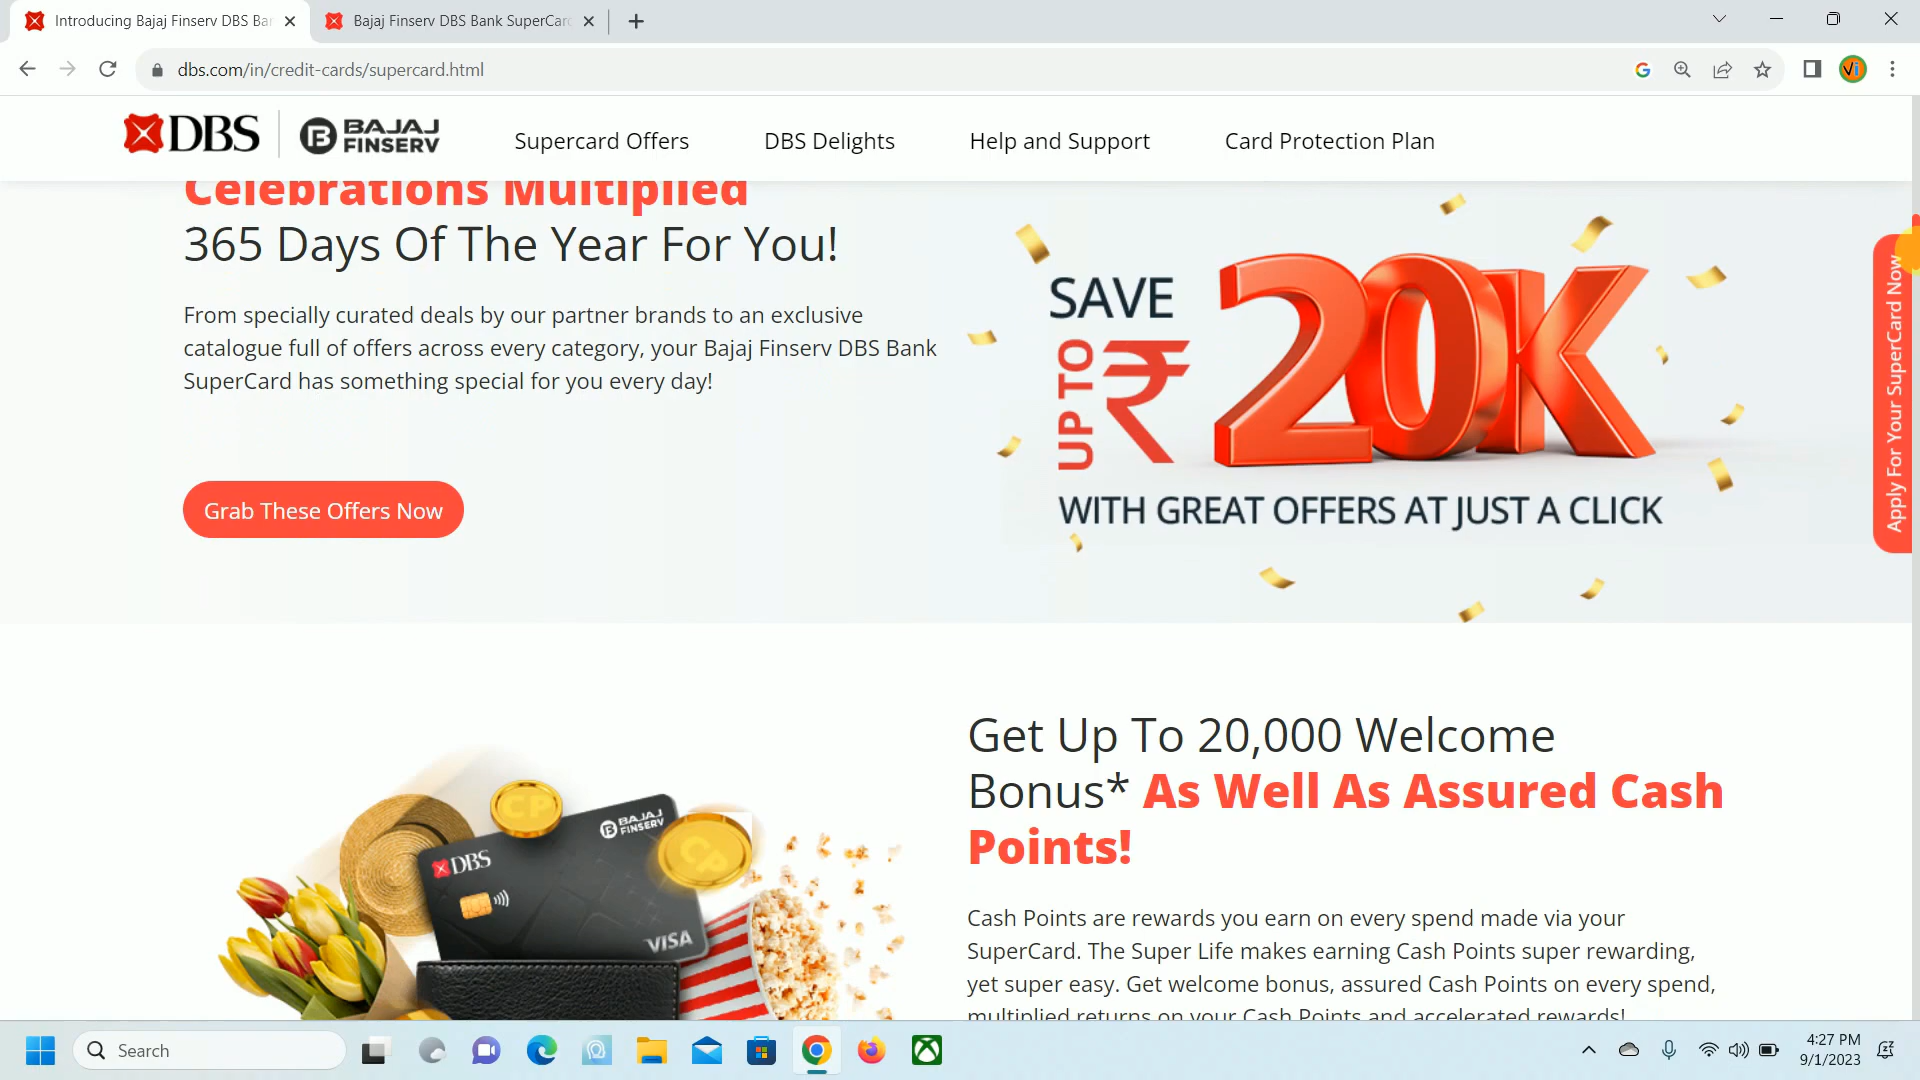 Introducing Bajaj Finserv DBS Ban
Bajaj Finserv DBS Bank SuperCard
dbs.com/in/credit-cards/supercard.html
DBS
BAJAJ
FINSERV
Supercard Offers
DBS Delights
Help and Support
Card Protection Plan
Celebrations Multiplied
365 Days Of The Year For You!
From specially curated deals by our partner brands to an exclusive
catalogue full of offers across every category, your Bajaj Finserv DBS Bank
SuperCard has something special for you every day!
Grab These Offers Now
SAVE
UP TO
₹ 20K
WITH GREAT OFFERS AT JUST A CLICK
Apply For Your SuperCard Now
CP
BAJAJ
FINSERV
DBS
CP
VISA
Get Up To 20,000 Welcome
Bonus* As Well As Assured Cash
Points!
Cash Points are rewards you earn on every spend made via your
SuperCard. The Super Life makes earning Cash Points super rewarding,
yet super easy. Get welcome bonus, assured Cash Points on every spend,
multiplied returns on your Cash Points and accelerated rewards!
Search
4:27 PM
9/1/2023